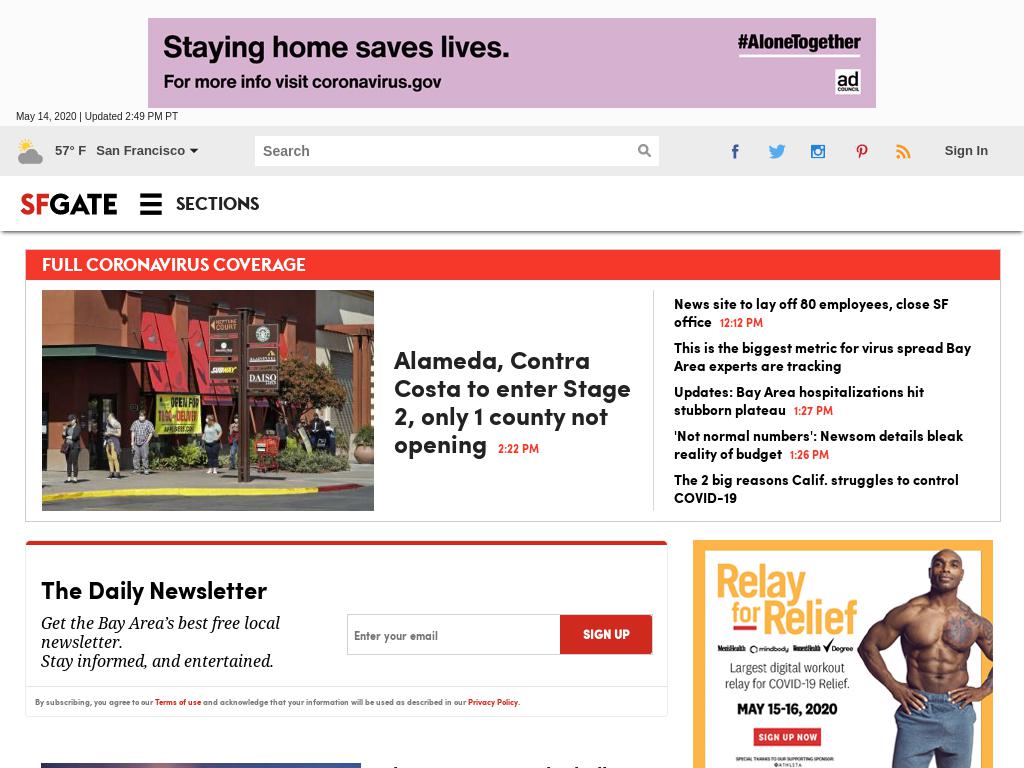 Staying home saves lives.
#AloneTogether
For more info visit coronavirus.gov
ad
COUNCIL
May 14, 2020 | Updated 2:49 PM PT
57° F San Francisco
Search
Sign In
SFGATE
SECTIONS
FULL CORONAVIRUS COVERAGE
NEPTUNE
COURT
SUBWAY
DAISO
OPEN FOR
Alameda, Contra
Costa to enter Stage
2, only 1 county not
opening 2:22 PM
News site to lay off 80 employees, close SF
office 12:12 PM
This is the biggest metric for virus spread Bay
Area experts are tracking
Updates: Bay Area hospitalizations hit
stubborn plateau 1:27 PM
'Not normal numbers': Newsom details bleak
reality of budget 1:26 PM
The 2 big reasons Calif. struggles to control
COVID-19
The Daily Newsletter
Get the Bay Area's best free local
newsletter.
Stay informed, and entertained.
Enter your email
SIGN UP
By subscribing, you agree to our Terms of use and acknowledge that your information will be used as described in our Privacy Policy.
Relay
for Relief
Men'sHealth mindbody Women'sHealth Degree
Largest digital workout
relay for COVID-19 Relief.
MAY 15-16, 2020
SIGN UP NOW
SPECIAL THANKS TO OUR SUPPORTING SPONSOR:
ATHLETA